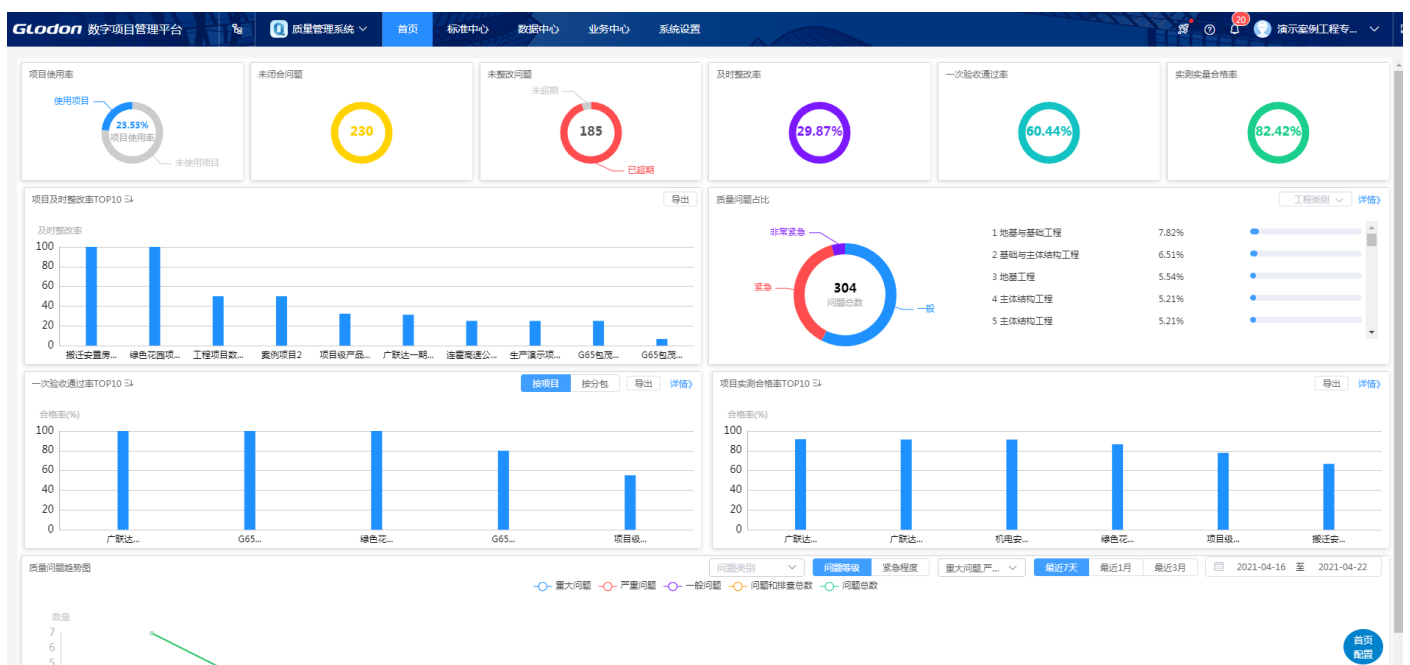 GLODON 数字项目管理平台 质量管理系统 首页 标准中心 数据中心 业务中心 系统设置 20 演示案例工程专...
项目使用率 未闭合问题 未整改问题 及时整改率 一次验收通过率 实测实量合格率
使用项目 23.53% 项目使用率 未使用项目
230
未超期 185 已超期
29.87%
60.44%
82.42%
项目及时整改率TOP10 导出
及时整改率
100
80
60
40
20
0
搬迁安置房... 绿色花园项... 工程项目数... 案例项目2 项目级产品... 广联达一期... 连霍高速公... 生产演示项... G65包茂... G65包茂...
质量问题占比 工程类别 详情》
非常紧急
紧急
304
问题总数
一般
1 地基与基础工程 7.82%
2 基础与主体结构工程 6.51%
3 地基工程 5.54%
4 主体结构工程 5.21%
5 主体结构工程 5.21%
一次验收通过率TOP10 按项目 按分包 导出 详情》
合格率(%)
100
80
60
40
20
0
广联达... G65... 绿色花... G65... 项目级...
项目实测合格率TOP10 导出 详情》
合格率(%)
100
80
60
40
20
0
广联达... 广联达... 机电安... 绿色花... 项目级... 搬迁安...
质量问题趋势图 问题类别 问题等级 紧急程度 重大问题,严... 最近7天 最近1月 最近3月 2021-04-16 至 2021-04-22
重大问题 严重问题 一般问题 问题和排查总数 问题总数
数量
7
6
5
首页
配置